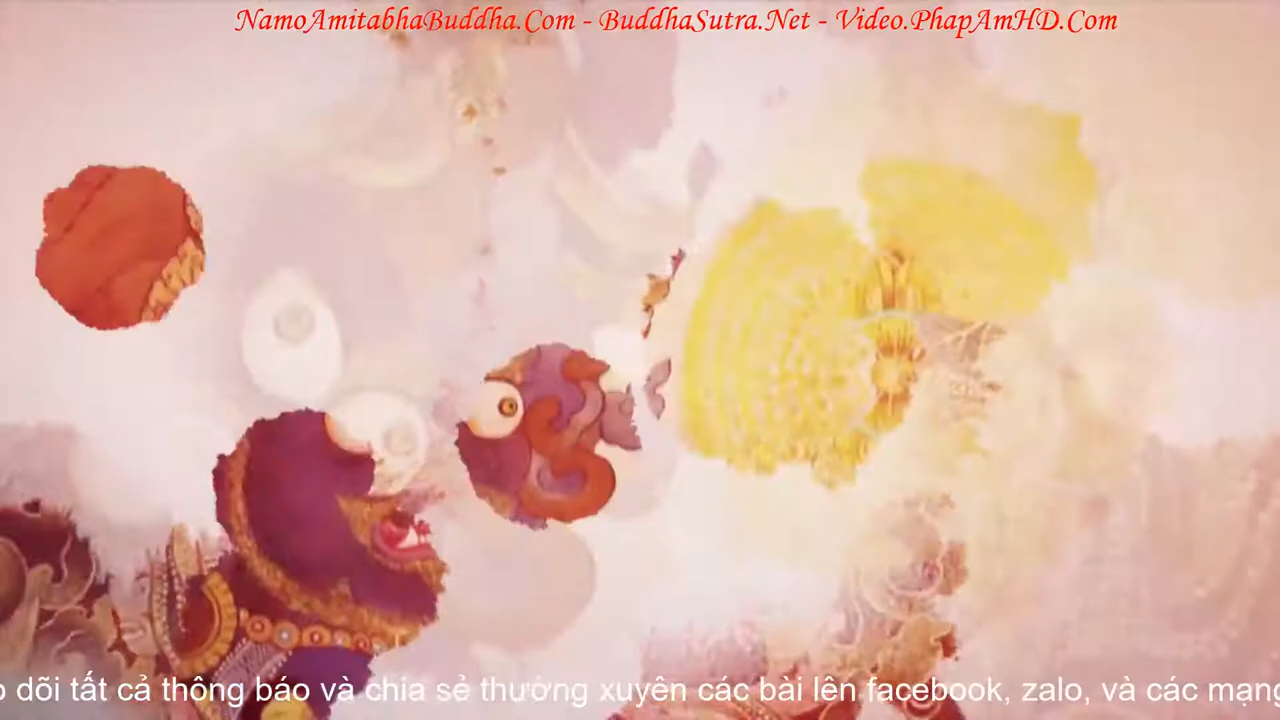 NamoAmitabhaBuddha.Com - BuddhaSutra.Net - Video.PhapAmHD.Com
dõi tất cả thông báo và chia sẻ thường xuyên các bài lên facebook, zalo, và các mạng